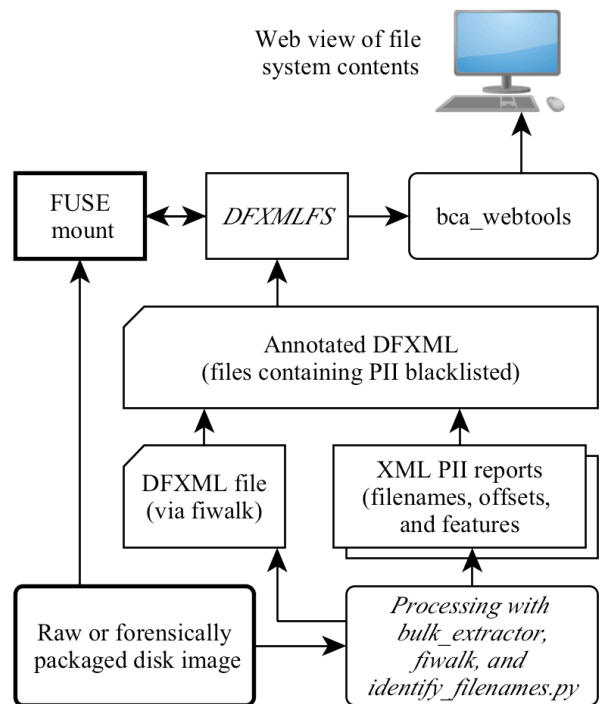 Web view of file
system contents
FUSE
mount
DFXMLFS
bca_webtools
Annotated DFXML
(files containing PII blacklisted)
DFXML file
(via fiwalk)
XML PII reports
(filenames, offsets,
and features
Raw or forensically
packaged disk image
Processing with
bulk_extractor,
fiwalk, and
identify_filenames.py